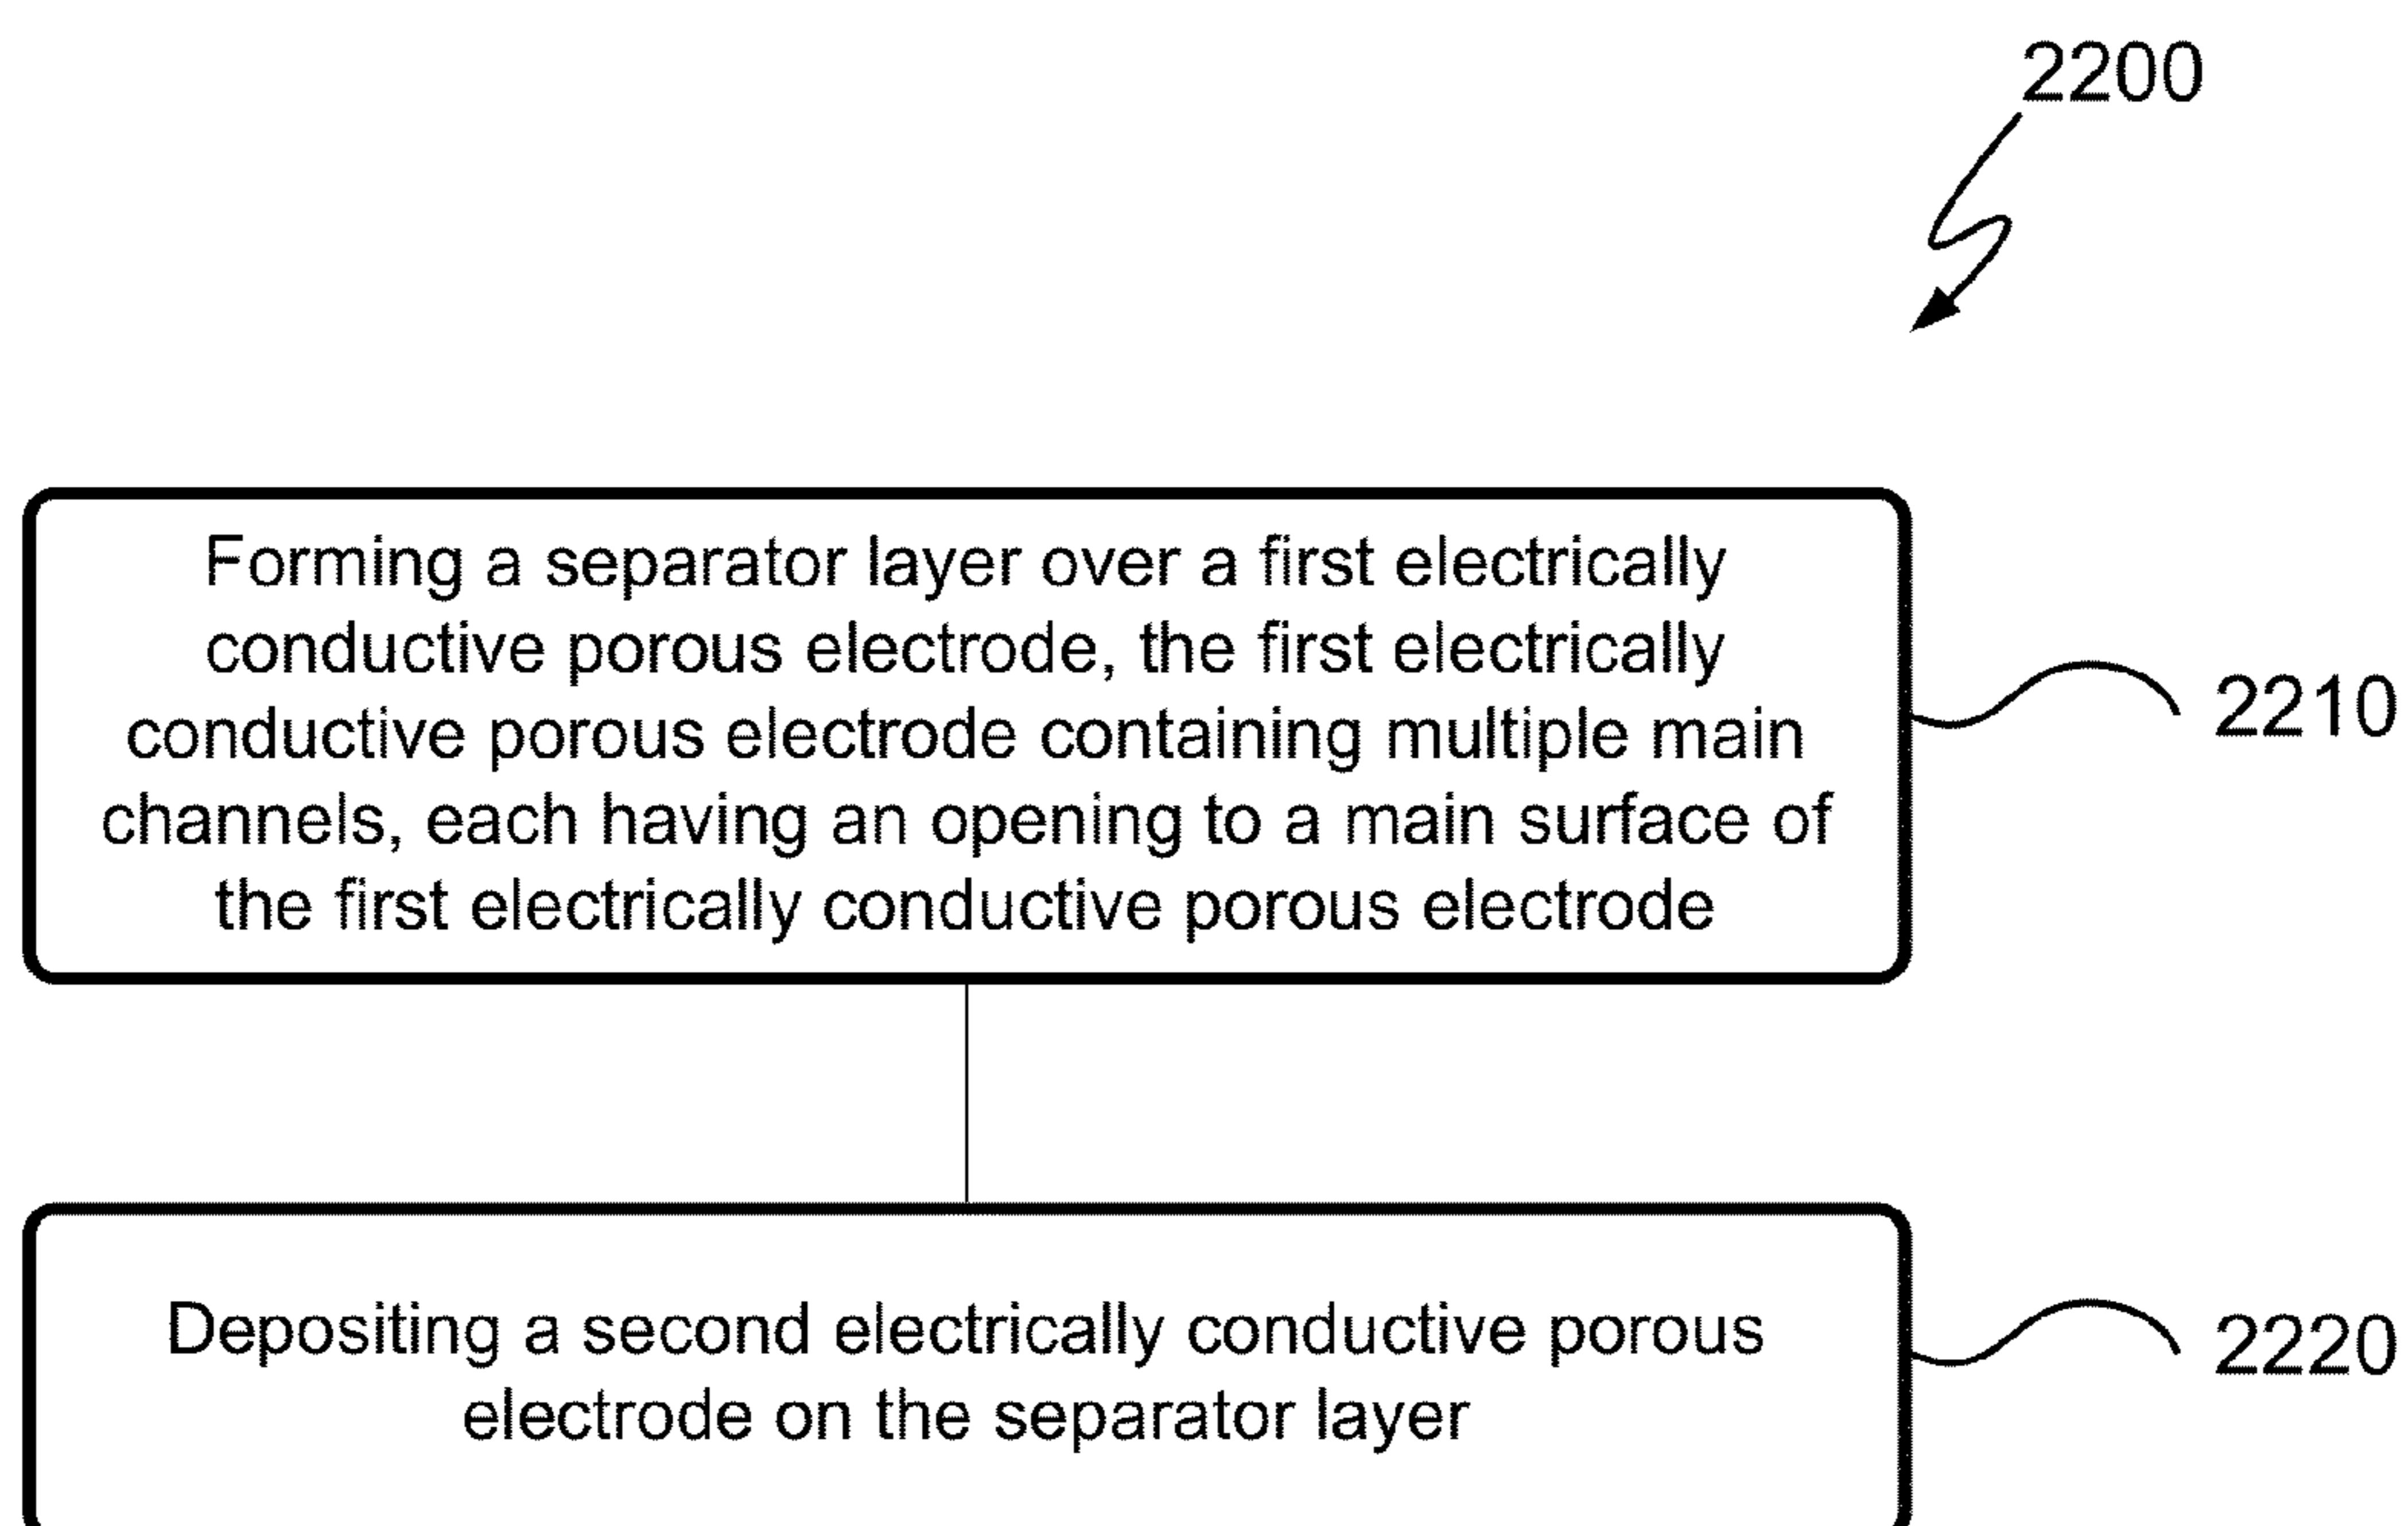 2200
Forming a separator layer over a first electrically
conductive porous electrode, the first electrically
conductive porous electrode containing multiple main
channels, each having an opening to a main surface of
the first electrically conductive porous electrode
2210
Depositing a second electrically conductive porous
electrode on the separator layer
2220